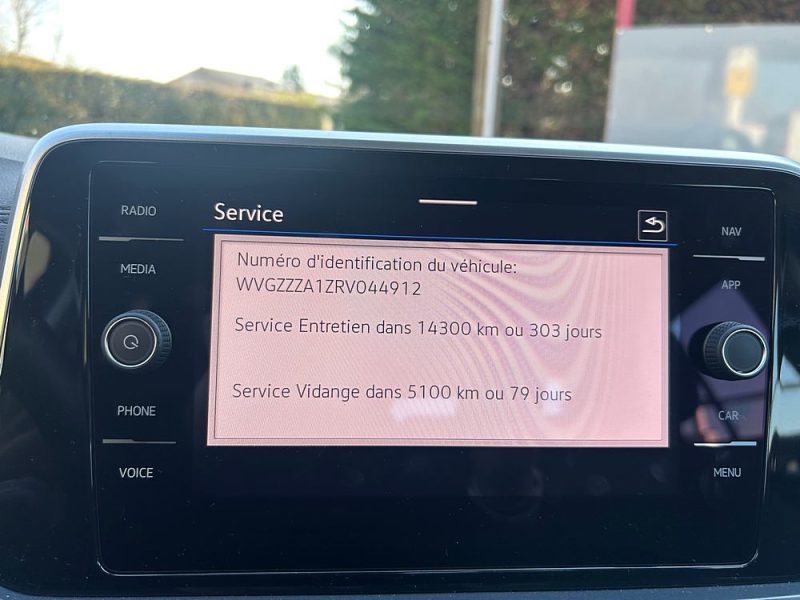 RADIO
MEDIA
PHONE
VOICE
Service
Numéro d'identification du véhicule:
WVGZZZA1ZRV044912
Service Entretien dans 14300 km ou 303 jours
Service Vidange dans 5100 km ou 79 jours
NAV
APP
CAR
MENU